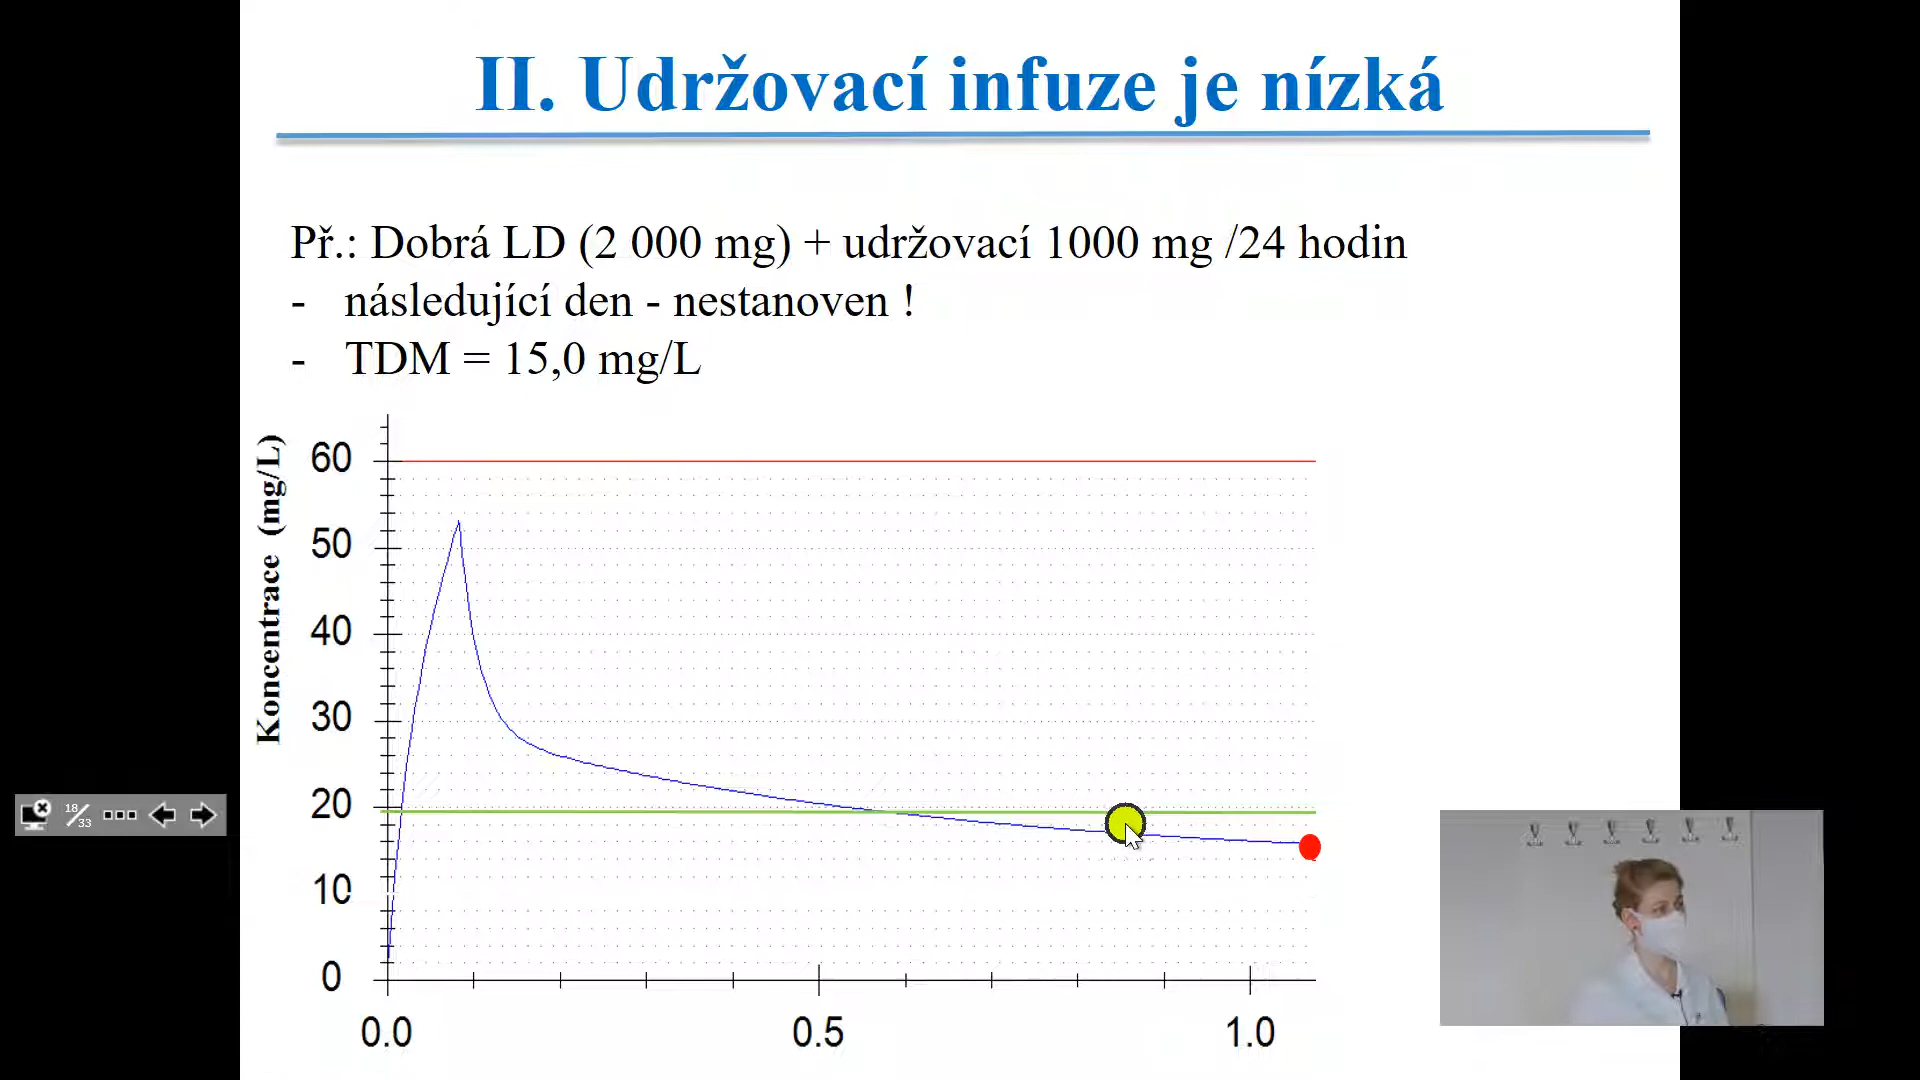 II. Udržovací infuze je nízká
Př.: Dobrá LD (2 000 mg) + udržovací 1000 mg /24 hodin
- následující den - nestanoven !
- TDM = 15,0 mg/L
Koncentrace (mg/L)
60
50
40
30
20
10
0
0.0
0.5
1.0
18/33